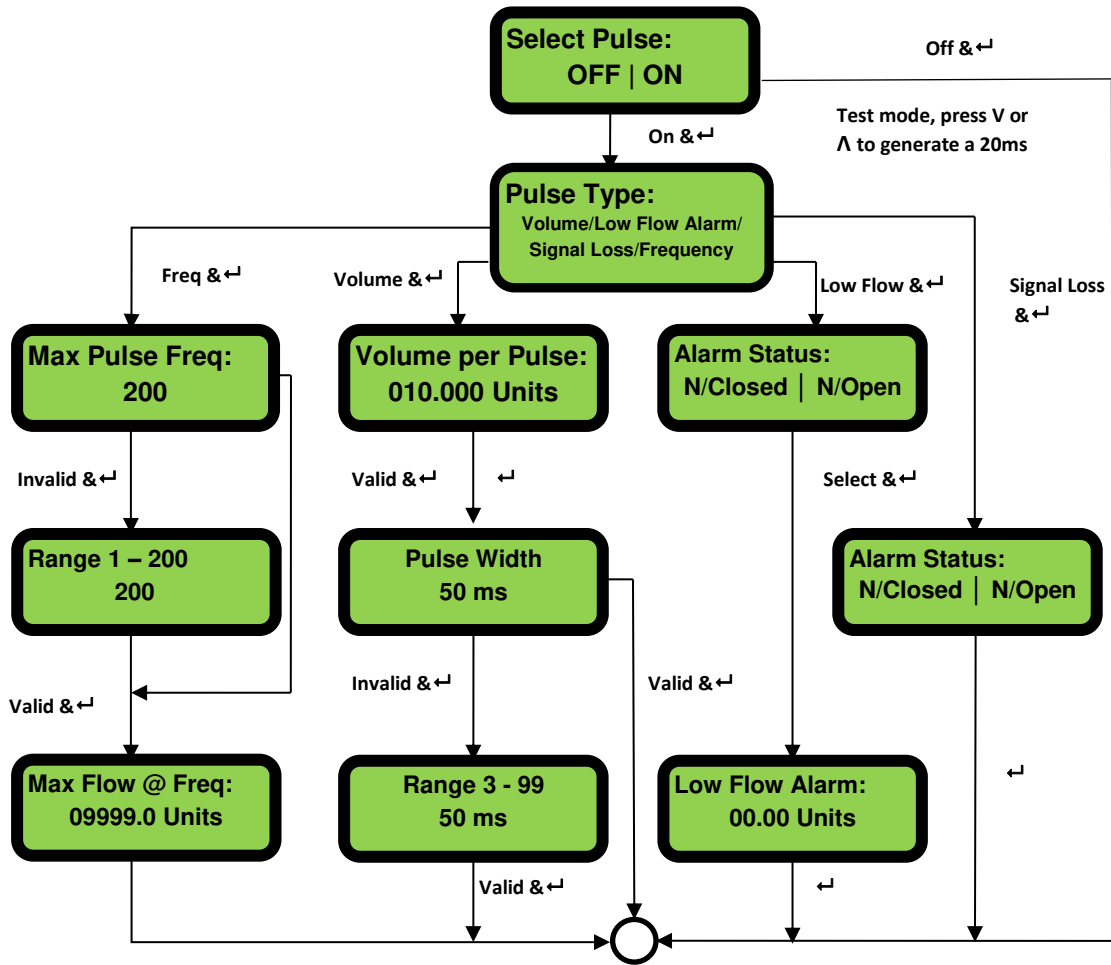 Select Pulse:
OFF | ON
Off &↵
Test mode, press V or
Λ to generate a 20ms
On &↵
Pulse Type:
Volume/Low Flow Alarm/
Signal Loss/Frequency
Freq &↵
Volume &↵
Low Flow &↵
Signal Loss
&↵
Max Pulse Freq:
200
Volume per Pulse:
010.000 Units
Alarm Status:
N/Closed | N/Open
Invalid &↵
Valid &↵
↵
Select &↵
Range 1 – 200
200
Pulse Width
50 ms
Alarm Status:
N/Closed | N/Open
Valid &↵
Invalid &↵
Valid &↵
Max Flow @ Freq:
09999.0 Units
Range 3 - 99
50 ms
Low Flow Alarm:
00.00 Units
↵
Valid &↵
↵